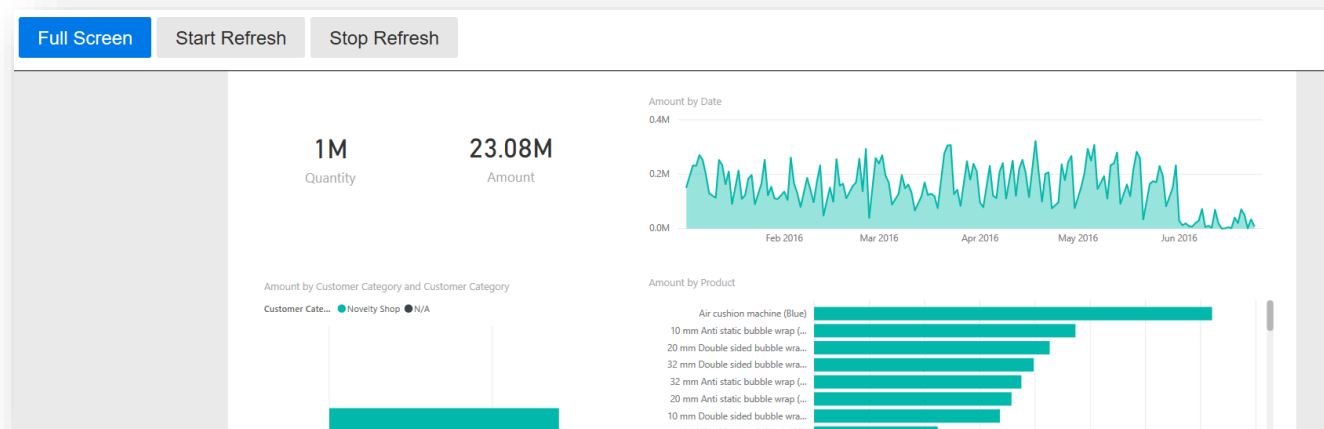 Full Screen Start Refresh Stop Refresh
1M
Quantity
23.08M
Amount
Amount by Date
0.4M
0.2M
0.0M
Feb 2016 Mar 2016 Apr 2016 May 2016 Jun 2016
Amount by Customer Category and Customer Category
Customer Cate... Novelty Shop N/A
Amount by Product
Air cushion machine (Blue)
10 mm Anti static bubble wrap (...
20 mm Double sided bubble wra...
32 mm Double sided bubble wra...
32 mm Anti static bubble wrap (...
20 mm Anti static bubble wrap (...
10 mm Double sided bubble wra...